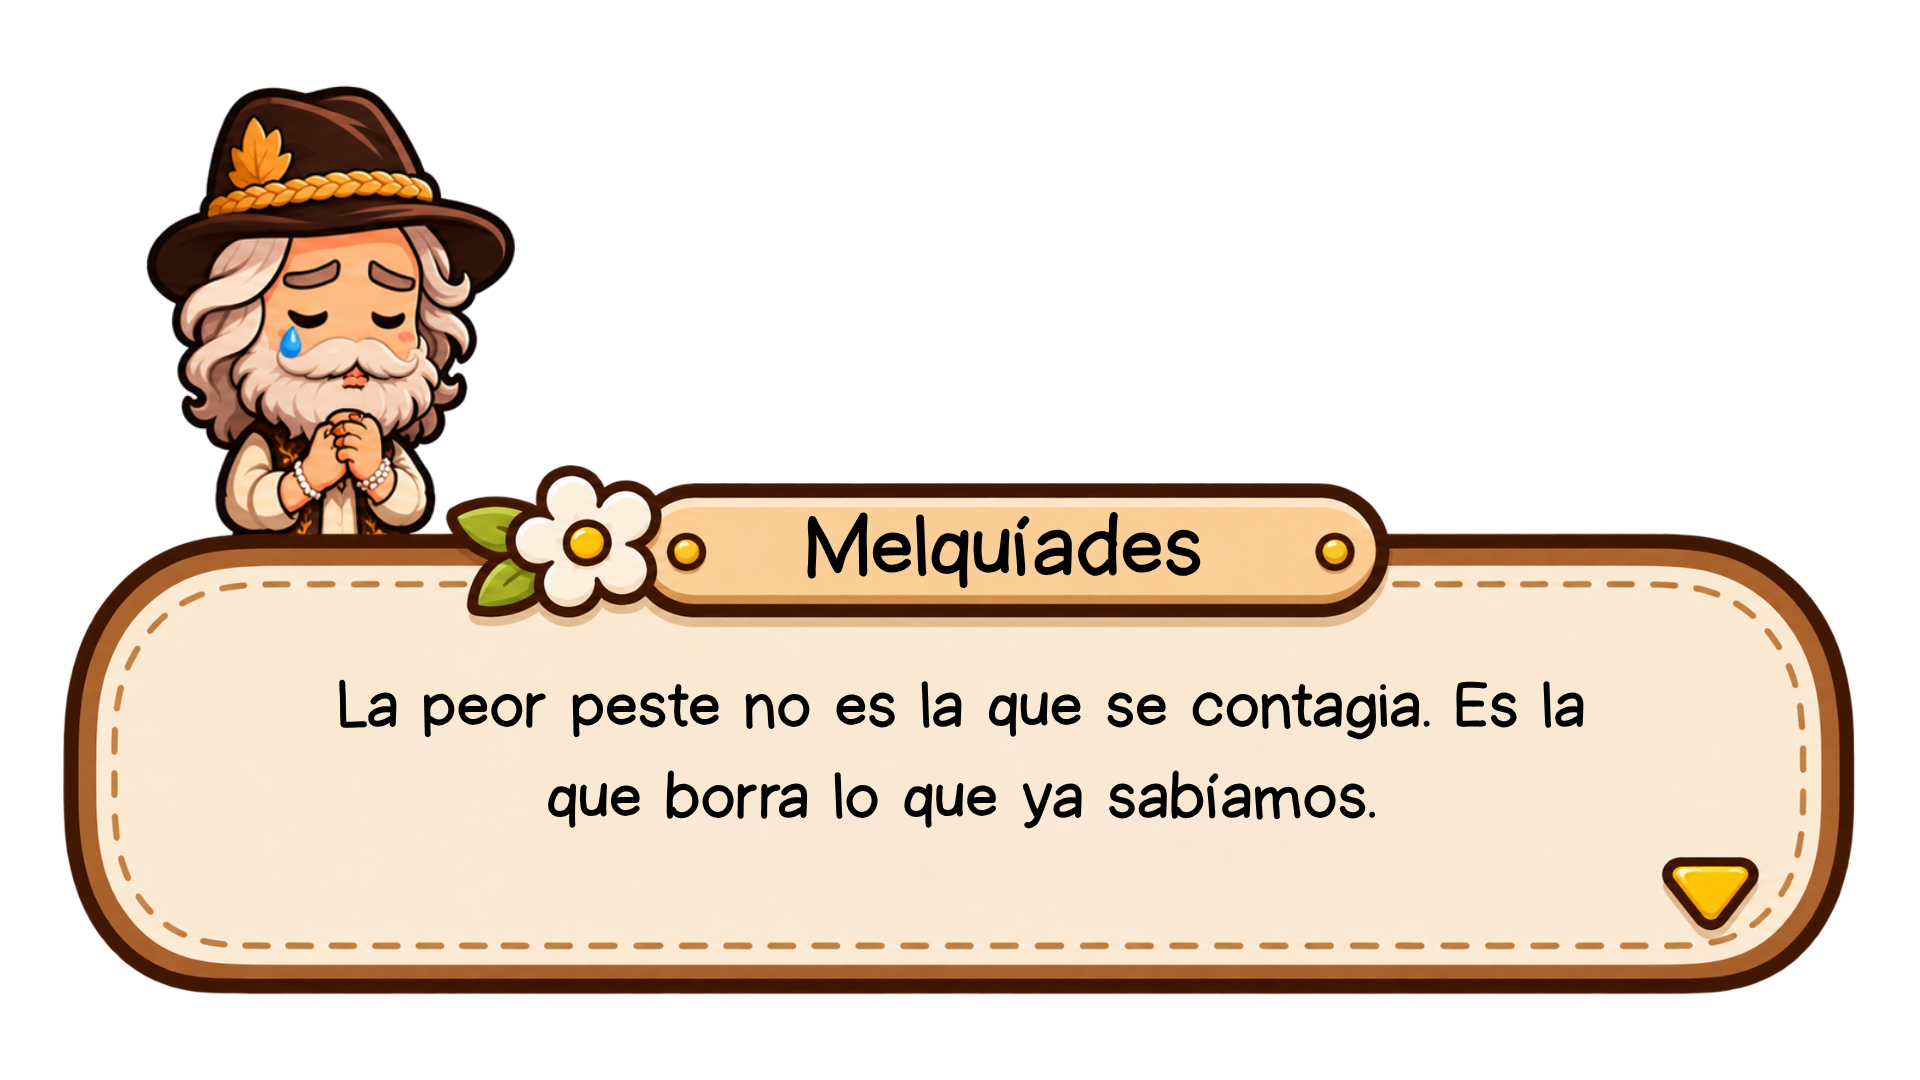 Melquíades
La peor peste no es la que se contagia. Es la
que borra lo que ya sabíamos.